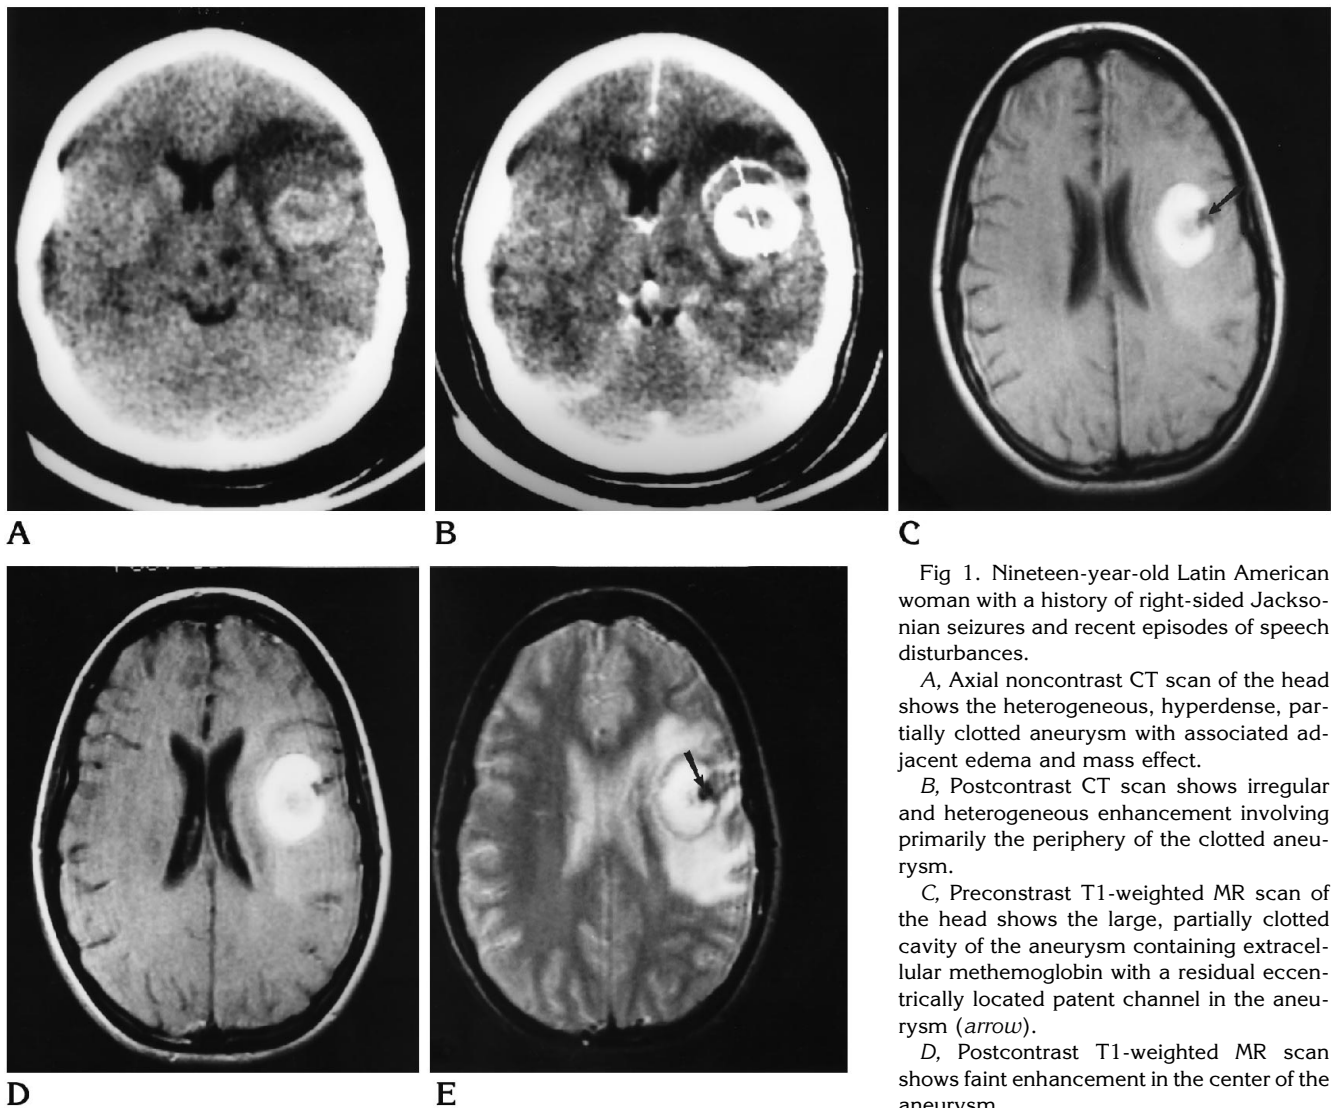 A
B
C
D
E
Fig 1. Nineteen-year-old Latin American
woman with a history of right-sided Jackso-
nian seizures and recent episodes of speech
disturbances.
A, Axial noncontrast CT scan of the head
shows the heterogeneous, hyperdense, par-
tially clotted aneurysm with associated ad-
jacent edema and mass effect.
B, Postcontrast CT scan shows irregular
and heterogeneous enhancement involving
primarily the periphery of the clotted aneu-
rysm.
C, Preconstrast T1-weighted MR scan of
the head shows the large, partially clotted
cavity of the aneurysm containing extracel-
lular methemoglobin with a residual eccen-
trically located patent channel in the aneu-
rysm (arrow).
D, Postcontrast T1-weighted MR scan
shows faint enhancement in the center of the
aneurysm